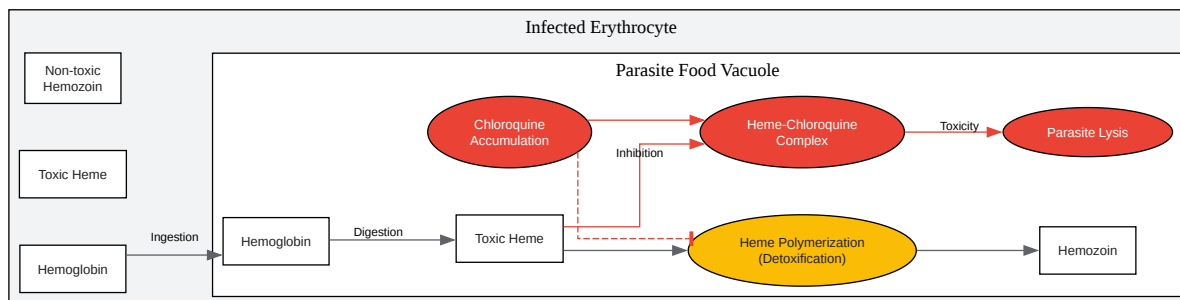 Infected Erythrocyte
Non-toxic
Hemozoin
Toxic Heme
Hemoglobin
Ingestion
Parasite Food Vacuole
Chloroquine
Accumulation
Heme-Chloroquine
Complex
Toxicity
Parasite Lysis
Inhibition
Hemoglobin
Digestion
Toxic Heme
Heme Polymerization
(Detoxification)
Hemozoin